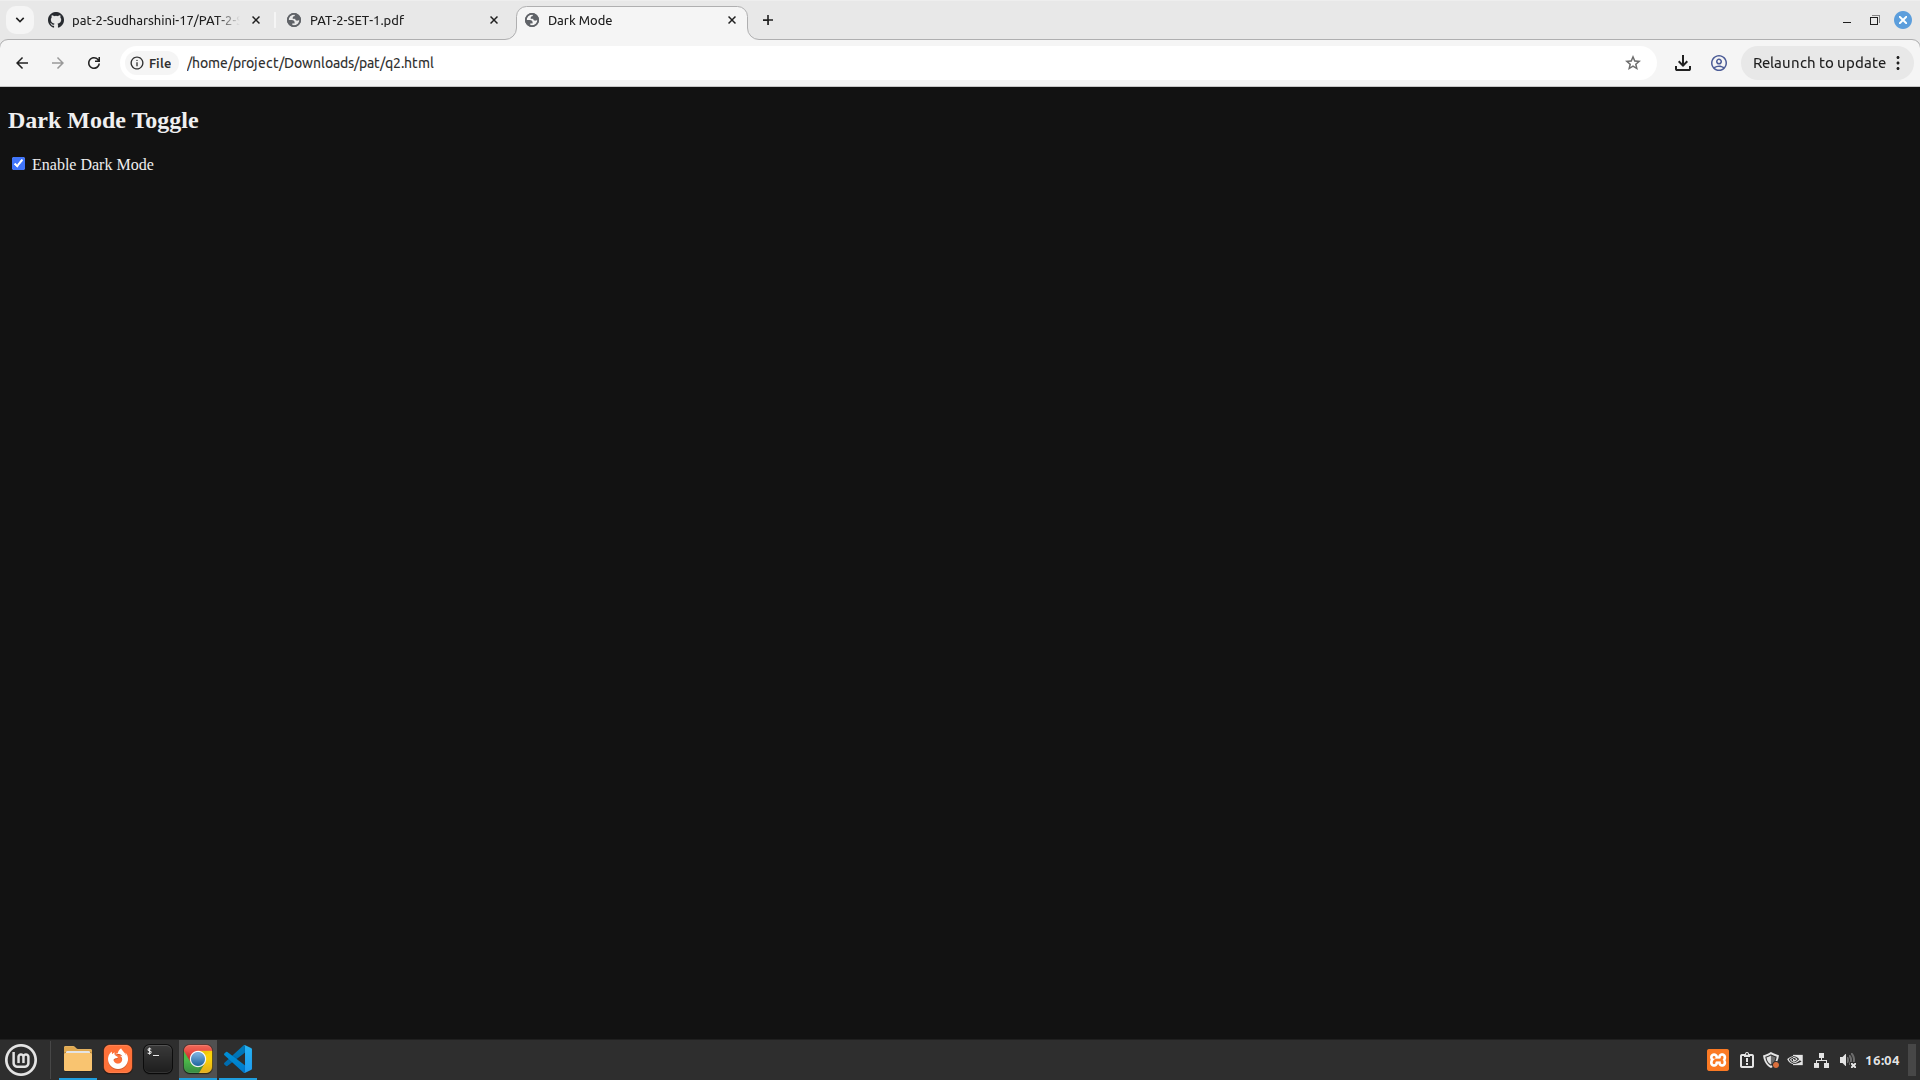 pat-2-Sudharshini-17/PAT-2-
PAT-2-SET-1.pdf
Dark Mode
File
/home/project/Downloads/pat/q2.html
Relaunch to update
Dark Mode Toggle
Enable Dark Mode
$_
lm
16:04